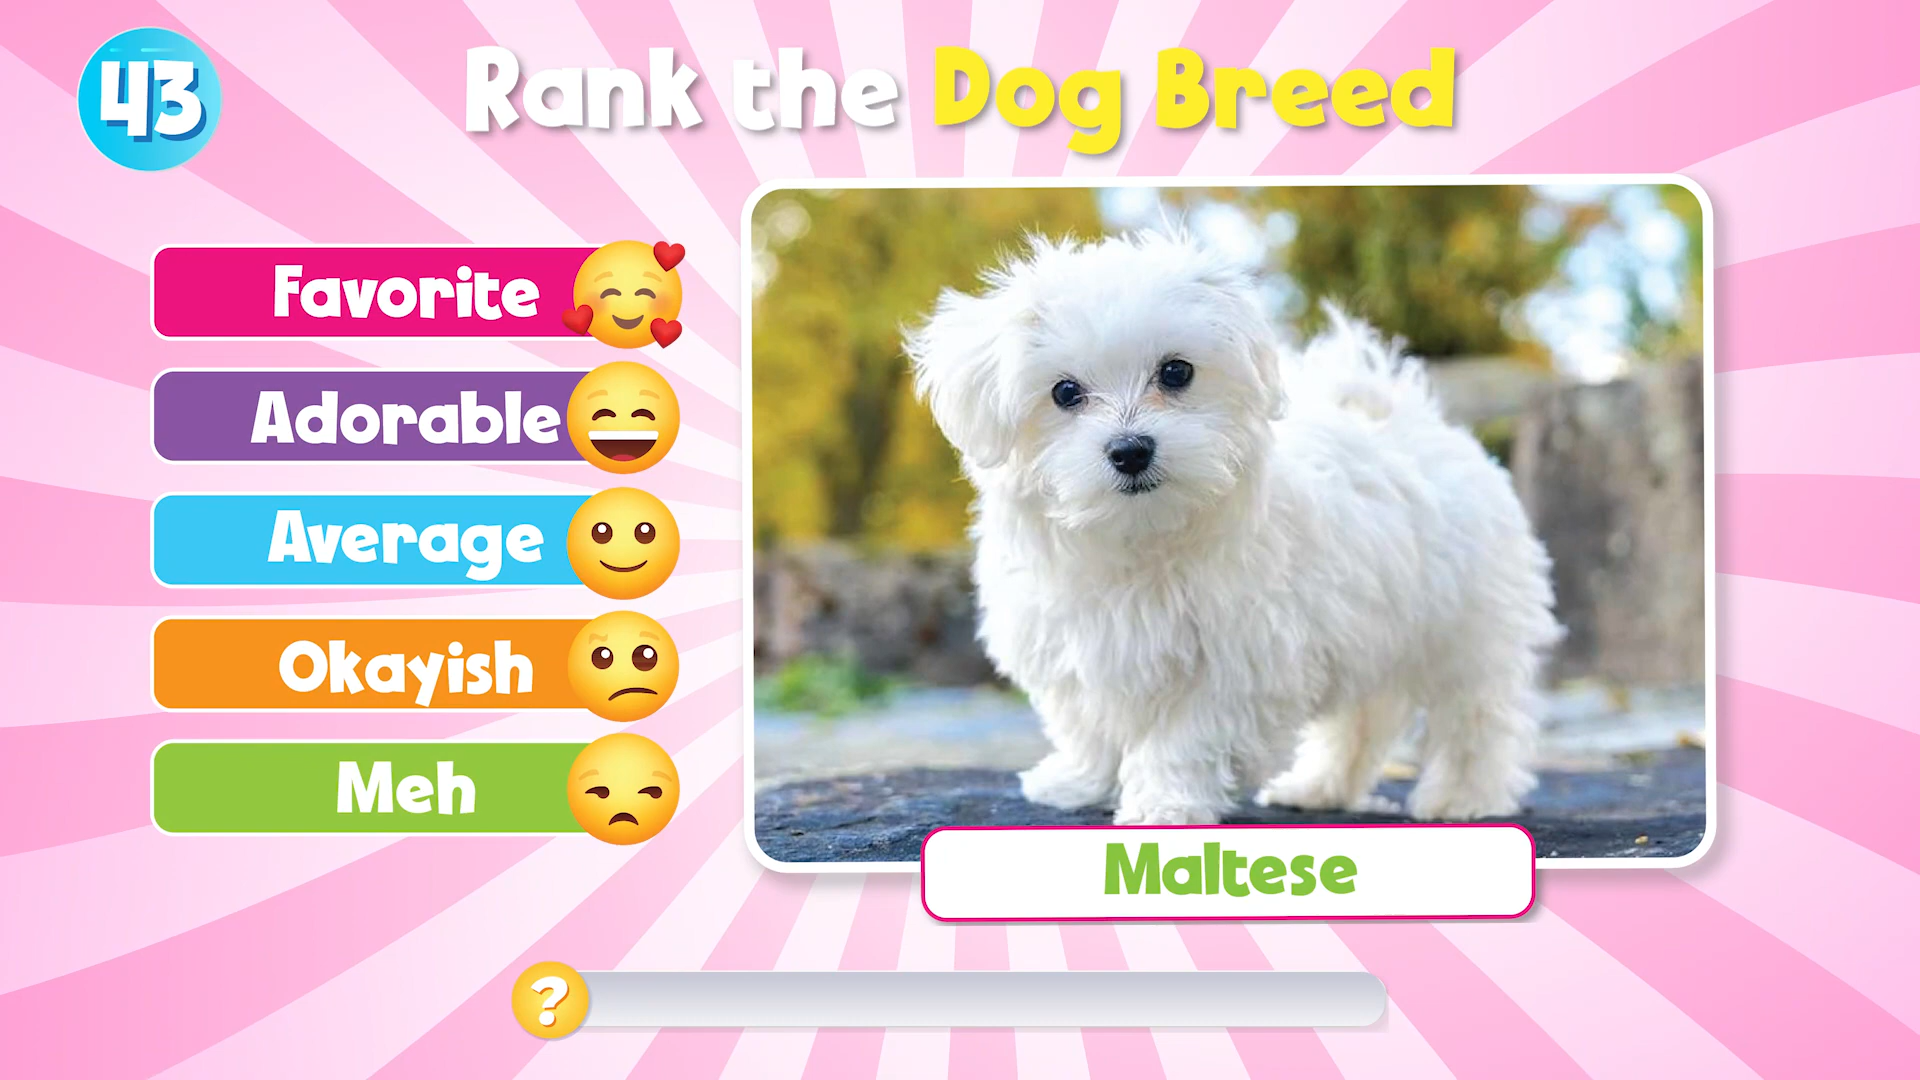 43
Rank the Dog Breed
Favorite
Adorable
Average
Okayish
Meh
Maltese
?